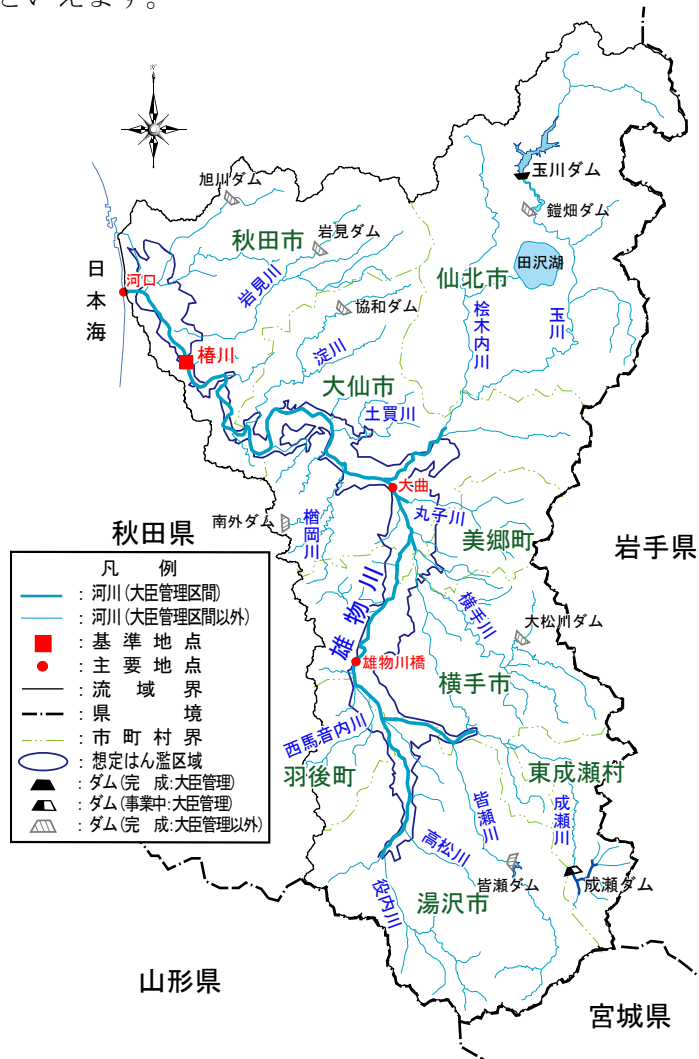 といえます。
N
玉川ダム
旭川ダム
鎧畑ダム
秋田市
岩見ダム
田沢湖
日本海
河口
岩見川
仙北市
協和ダム
桧木内川
玉川
椿川
淀川
大仙市
土買川
大曲
丸子川
南外ダム
楢岡川
秋田県
美郷町
岩手県
凡 例
:河川(大臣管理区間)
:河川(大臣管理区間以外)
:基準地点
:主要地点
:流域界
:県境
:市町村界
:想定はん濫区域
:ダム(完 成:大臣管理)
:ダム(事業中:大臣管理)
:ダム(完 成:大臣管理以外)
雄物川
横手川
大松川ダム
雄物川橋
横手市
西馬音内川
羽後町
東成瀬村
皆瀬川
成瀬川
高松川
皆瀬ダム
成瀬ダム
役内川
湯沢市
山形県
宮城県